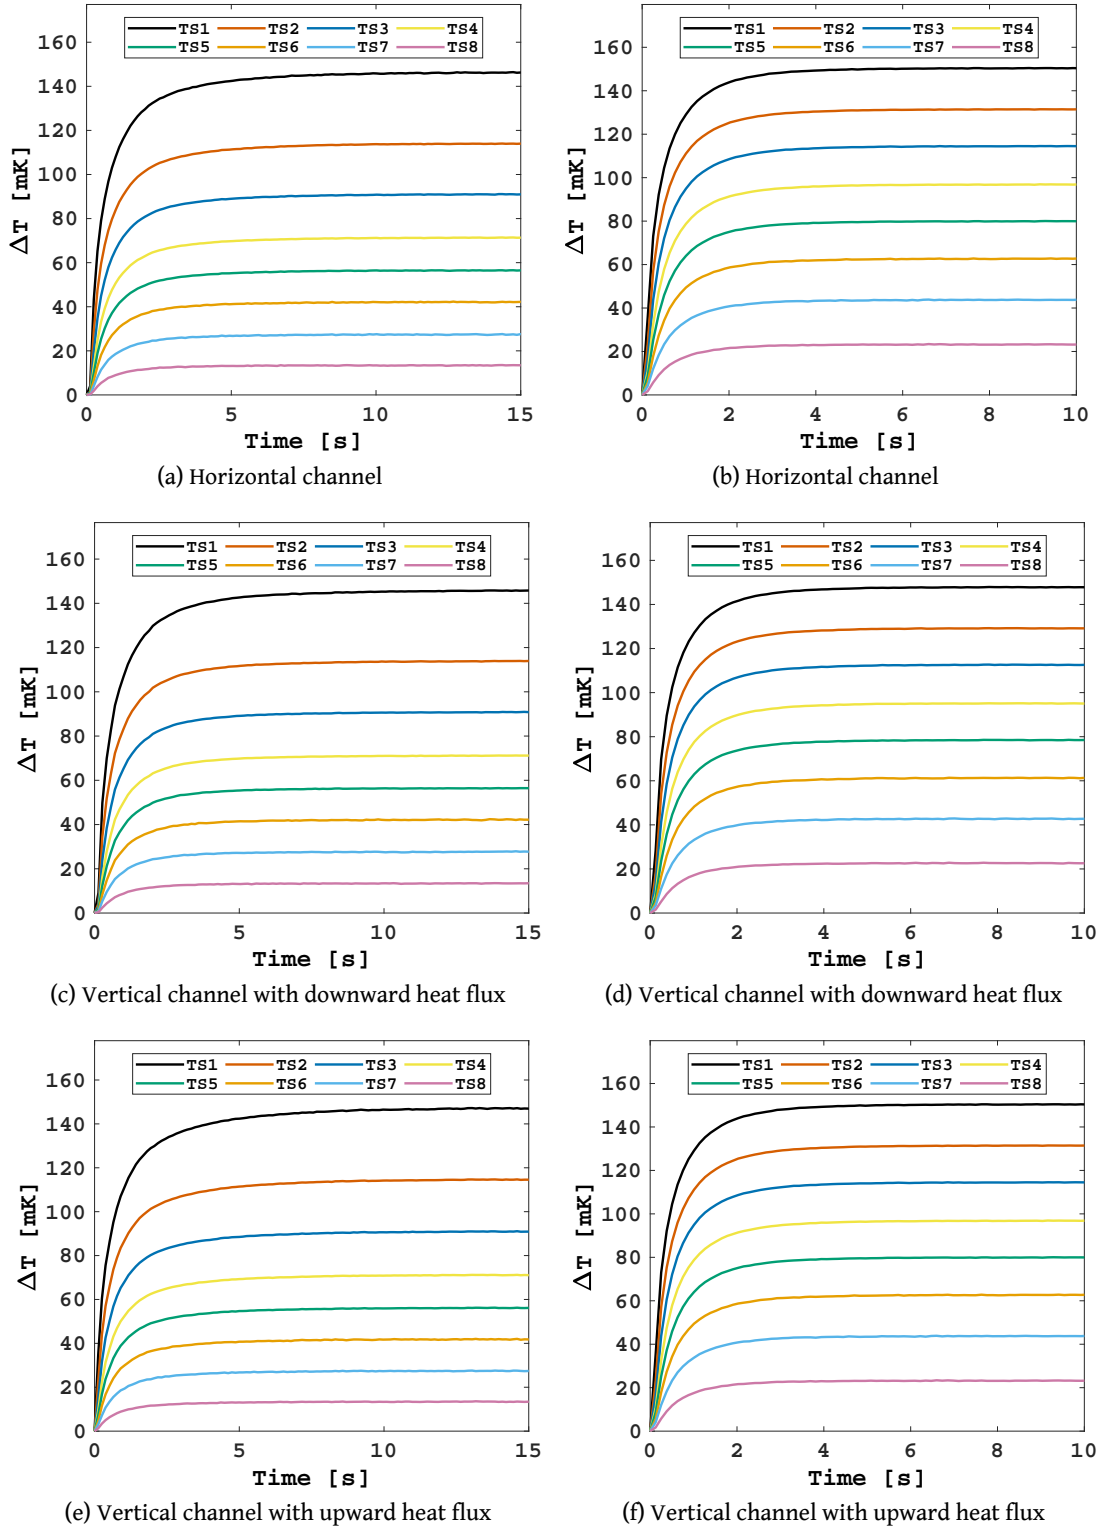 TS1 TS2 TS3 TS4
TS5 TS6 TS7 TS8
160
140
120
100
80
60
40
20
0
ΔT [mK]
0 5 10 15
Time [s]
(a) Horizontal channel
TS1 TS2 TS3 TS4
TS5 TS6 TS7 TS8
160
140
120
100
80
60
40
20
0
ΔT [mK]
0 2 4 6 8 10
Time [s]
(b) Horizontal channel
TS1 TS2 TS3 TS4
TS5 TS6 TS7 TS8
160
140
120
100
80
60
40
20
0
ΔT [mK]
0 5 10 15
Time [s]
(c) Vertical channel with downward heat flux
TS1 TS2 TS3 TS4
TS5 TS6 TS7 TS8
160
140
120
100
80
60
40
20
0
ΔT [mK]
0 2 4 6 8 10
Time [s]
(d) Vertical channel with downward heat flux
TS1 TS2 TS3 TS4
TS5 TS6 TS7 TS8
160
140
120
100
80
60
40
20
0
ΔT [mK]
0 5 10 15
Time [s]
(e) Vertical channel with upward heat flux
TS1 TS2 TS3 TS4
TS5 TS6 TS7 TS8
160
140
120
100
80
60
40
20
0
ΔT [mK]
0 2 4 6 8 10
Time [s]
(f) Vertical channel with upward heat flux